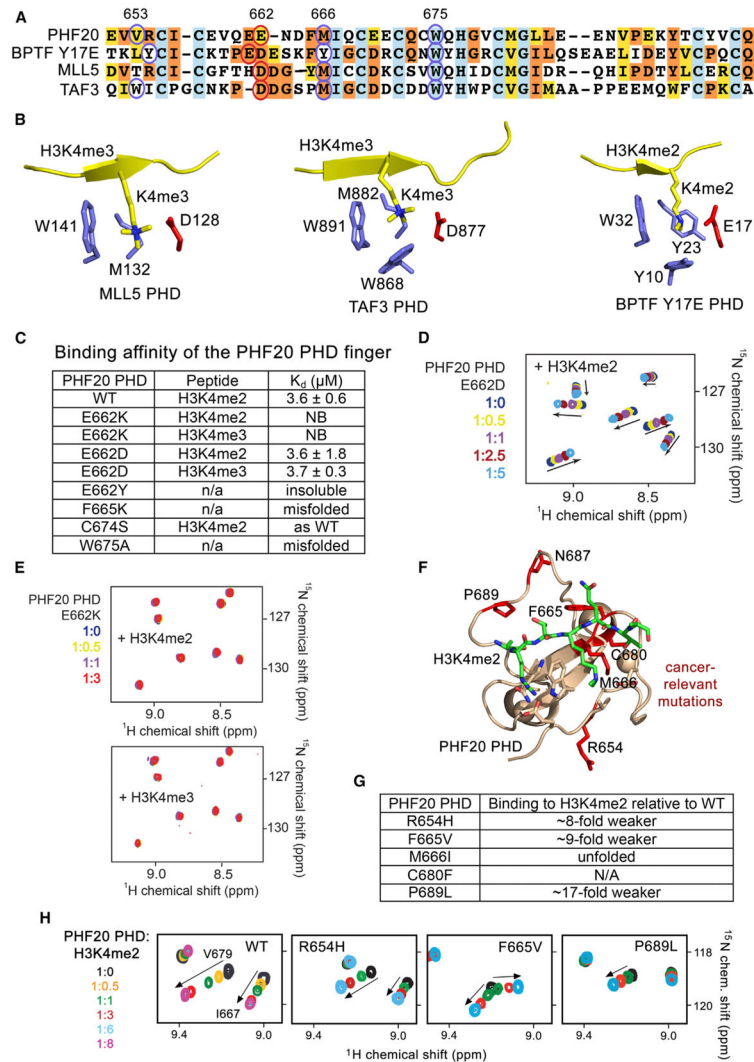 A
653 662 666 675
PHF20 EVVRCI-CEVQEE-NDFMIQCEECQCWQHGVCMGLLE--ENVPEKYTCYVCQ
BPTF Y17E TKLYCI-CKTPEDESKFYIGCDRCQNWYHGRCVGILQSEAELIDEYVCPQCQ
MLL5 DVTRCI-CGFTHDDG-YMICCDKCSVWQHIDCMGIDR--QHIPDTYLCERCQ
TAF3 QIWICPGCNKP-DDGSPMIGCDDCDDWYHWPCVGIMAA-PPEEMQWFCPKCA
B
H3K4me3 H3K4me3 H3K4me2
K4me3 M882 K4me3 K4me2
W141 D128 W891 D877 W32 E17
M132 W868 Y23
Y10
MLL5 PHD TAF3 PHD BPTF Y17E PHD
C
Binding affinity of the PHF20 PHD finger
PHF20 PHD Peptide Kd (µM)
WT H3K4me2 3.6 ± 0.6
E662K H3K4me2 NB
E662K H3K4me3 NB
E662D H3K4me2 3.6 ± 1.8
E662D H3K4me3 3.7 ± 0.3
E662Y n/a insoluble
F665K n/a misfolded
C674S H3K4me2 as WT
W675A n/a misfolded
D
PHF20 PHD
E662D
1:0
1:0.5
1:1
1:2.5
1:5
+ H3K4me2
127
130
9.0 8.5
¹H chemical shift (ppm)
¹⁵N chemical shift (ppm)
E
PHF20 PHD
E662K
1:0
1:0.5
1:1
1:3
+ H3K4me2
127
130
9.0 8.5
¹H chemical shift (ppm)
¹⁵N chemical shift (ppm)
+ H3K4me3
127
130
9.0 8.5
¹H chemical shift (ppm)
¹⁵N chemical shift (ppm)
F
N687
P689
F665
H3K4me2
C680
M666
cancer-
relevant
mutations
R654
PHF20 PHD
G
PHF20 PHD Binding to H3K4me2 relative to WT
R654H ~8-fold weaker
F665V ~9-fold weaker
M666I unfolded
C680F N/A
P689L ~17-fold weaker
H
PHF20 PHD:
H3K4me2
1:0
1:0.5
1:1
1:3
1:6
1:8
WT R654H F665V P689L
V679
I667
118
120
9.4 9.0 9.4 9.0 9.4 9.0 9.4 9.0
¹H chemical shift (ppm)
¹⁵N chem. shift (ppm)